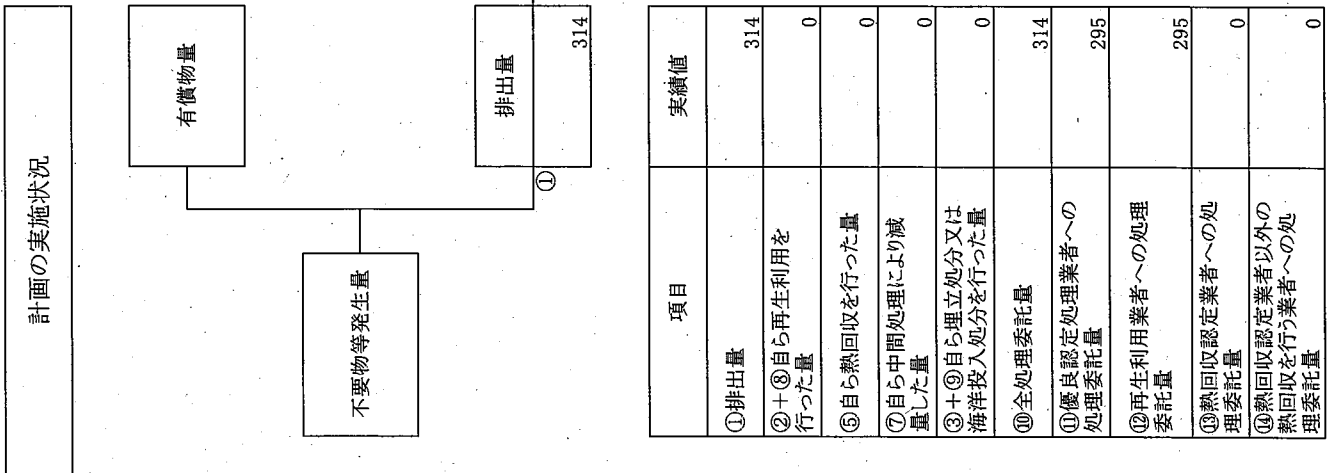 計画の実施状況
有償物量
不要物等発生量
排出量
①
314
項目
実績値
①排出量
314
②+⑧自ら再生利用を
行った量
0
⑤自ら熱回収を行った量
0
⑦自ら中間処理により減
量した量
0
③+⑨自ら埋立処分又は
海洋投入処分を行った量
0
⑩全処理委託量
314
⑪優良認定処理業者への
処理委託量
295
⑫再生利用業者への処理
委託量
295
⑬熱回収認定業者への処
理委託量
0
⑭熱回収認定業者以外の
熱回収を行う業者への処
理委託量
0